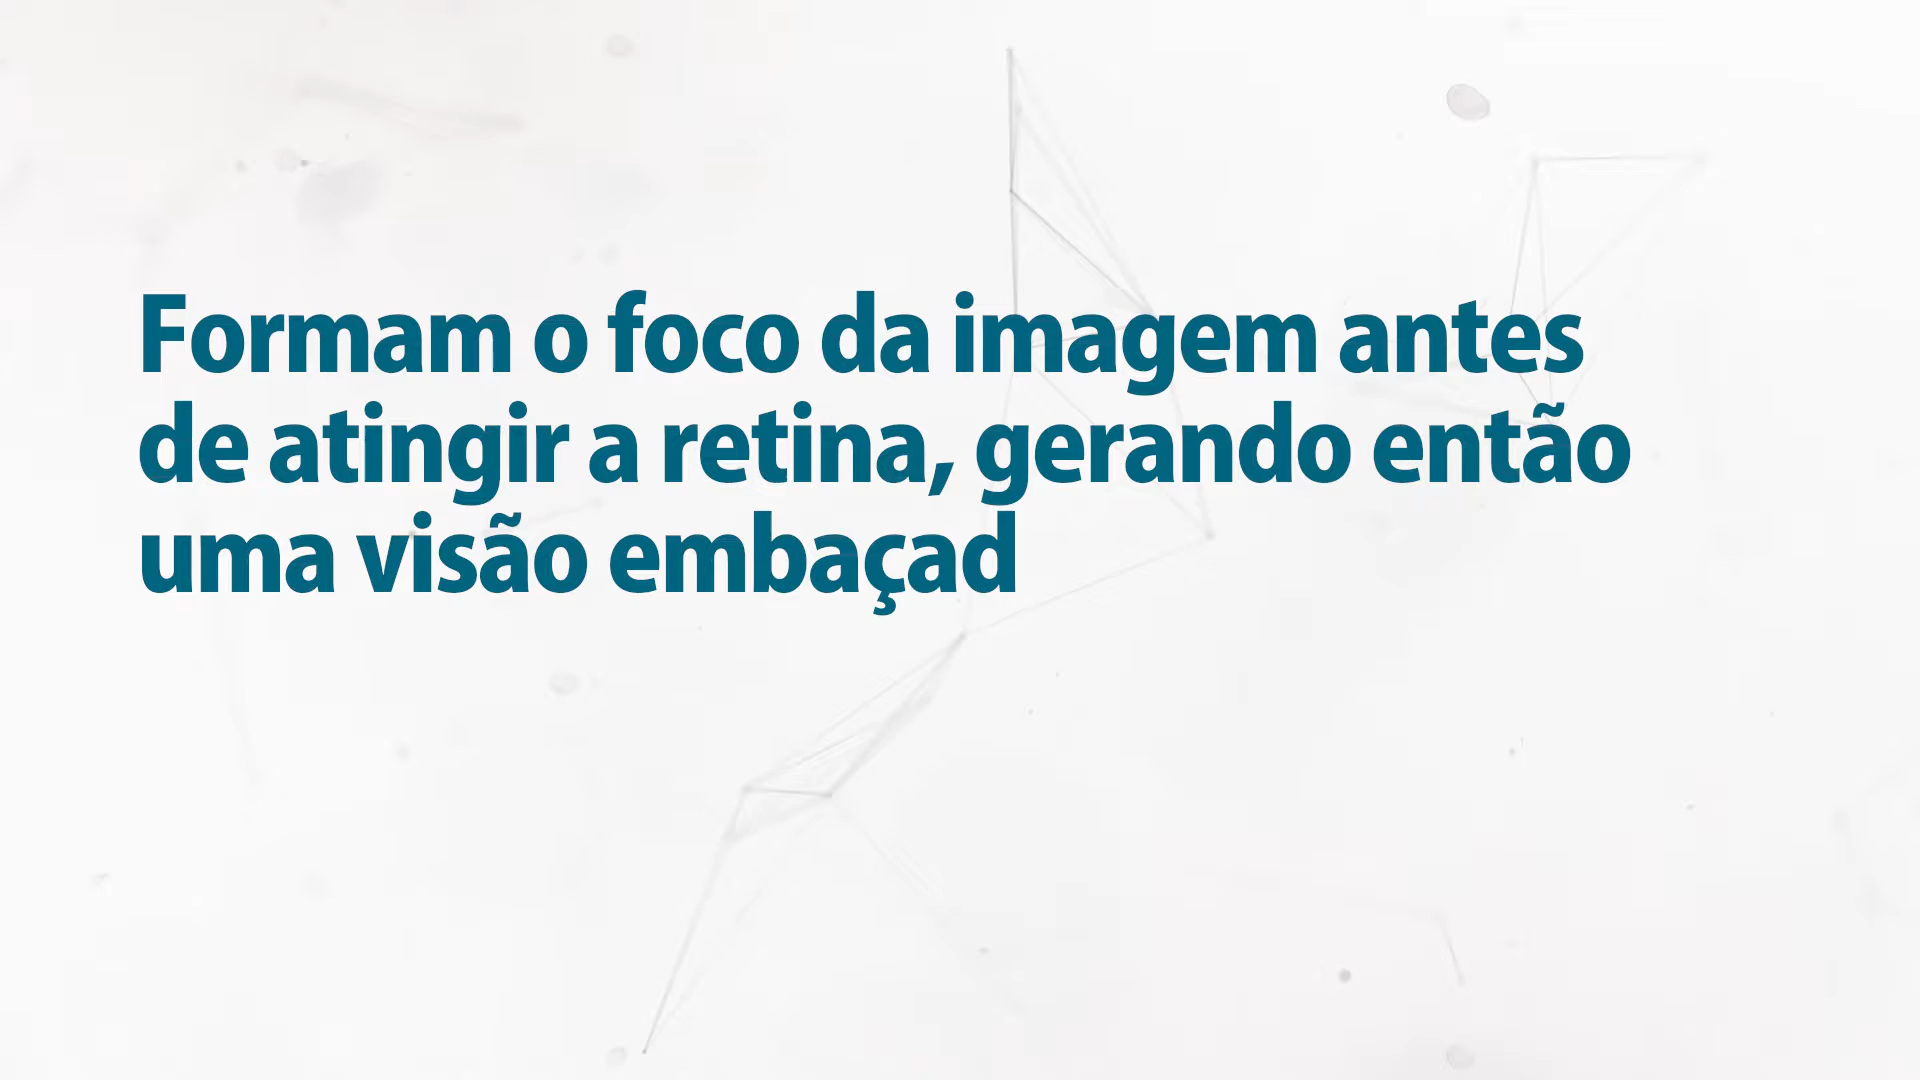 Formam o foco da imagem antes
de atingir a retina, gerando então
uma visão embaçad